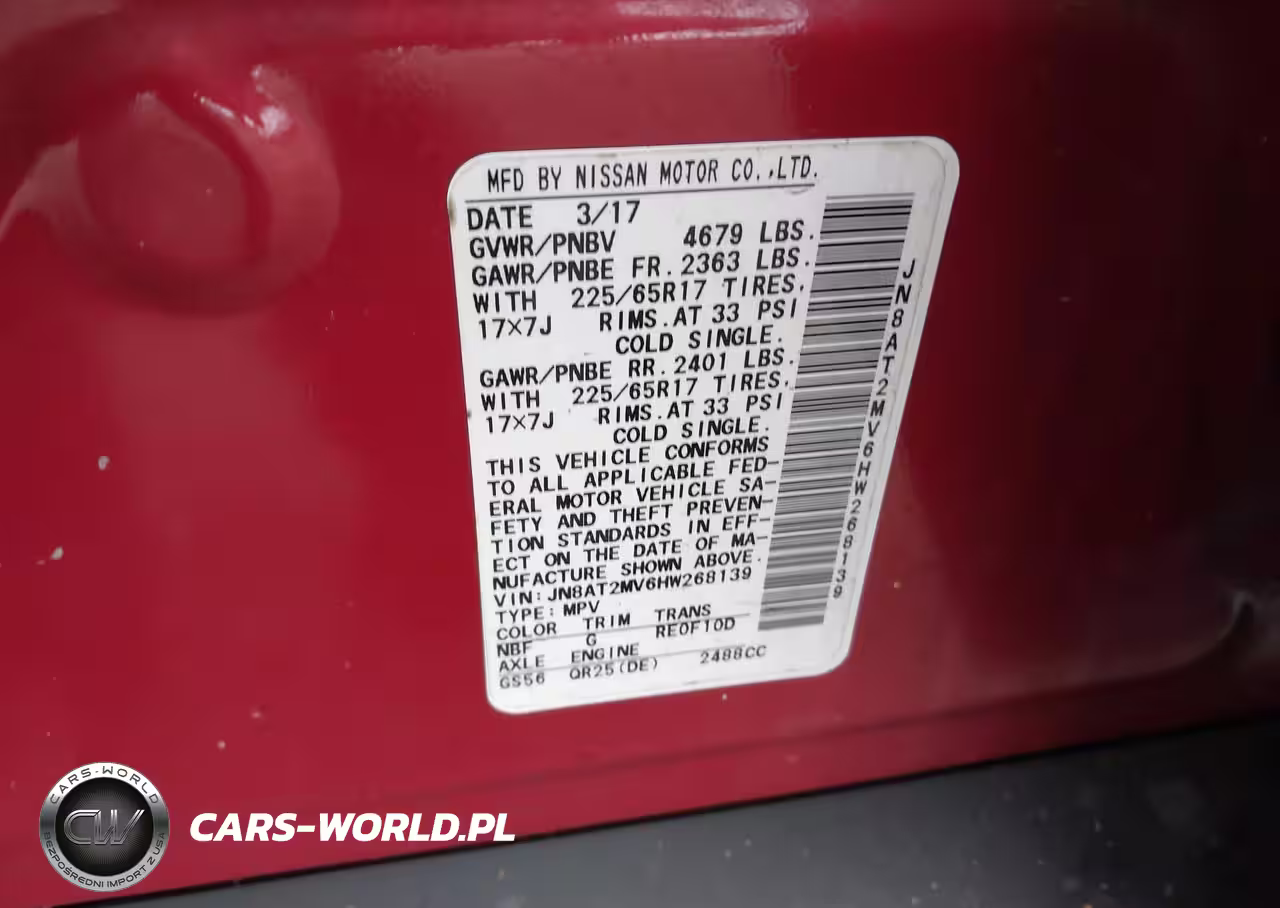 MFD BY NISSAN MOTOR CO.,LTD.
DATE 3/17
GVWR/PNBV 4679 LBS.
GAWR/PNBE FR. 2363 LBS.
WITH 225/65R17 TIRES,
17×7J RIMS.AT 33 PSI
COLD SINGLE.
GAWR/PNBE RR. 2401 LBS.
WITH 225/65R17 TIRES,
17×7J RIMS.AT 33 PSI
COLD SINGLE.
THIS VEHICLE CONFORMS
TO ALL APPLICABLE FED-
ERAL MOTOR VEHICLE SA-
FETY AND THEFT PREVEN-
TION STANDARDS IN EFF-
ECT ON THE DATE OF MA-
NUFACTURE SHOWN ABOVE.
VIN:JN8AT2MV6HW268139
TYPE:MPV
COLOR TRIM TRANS
NBF G RE0F10D
AXLE ENGINE
GS56 QR25(DE) 2488CC
JN8AT2MV6HW268139
CARS-WORLD
CW
BEZPOŚREDNI IMPORT Z USA
CARS-WORLD.PL